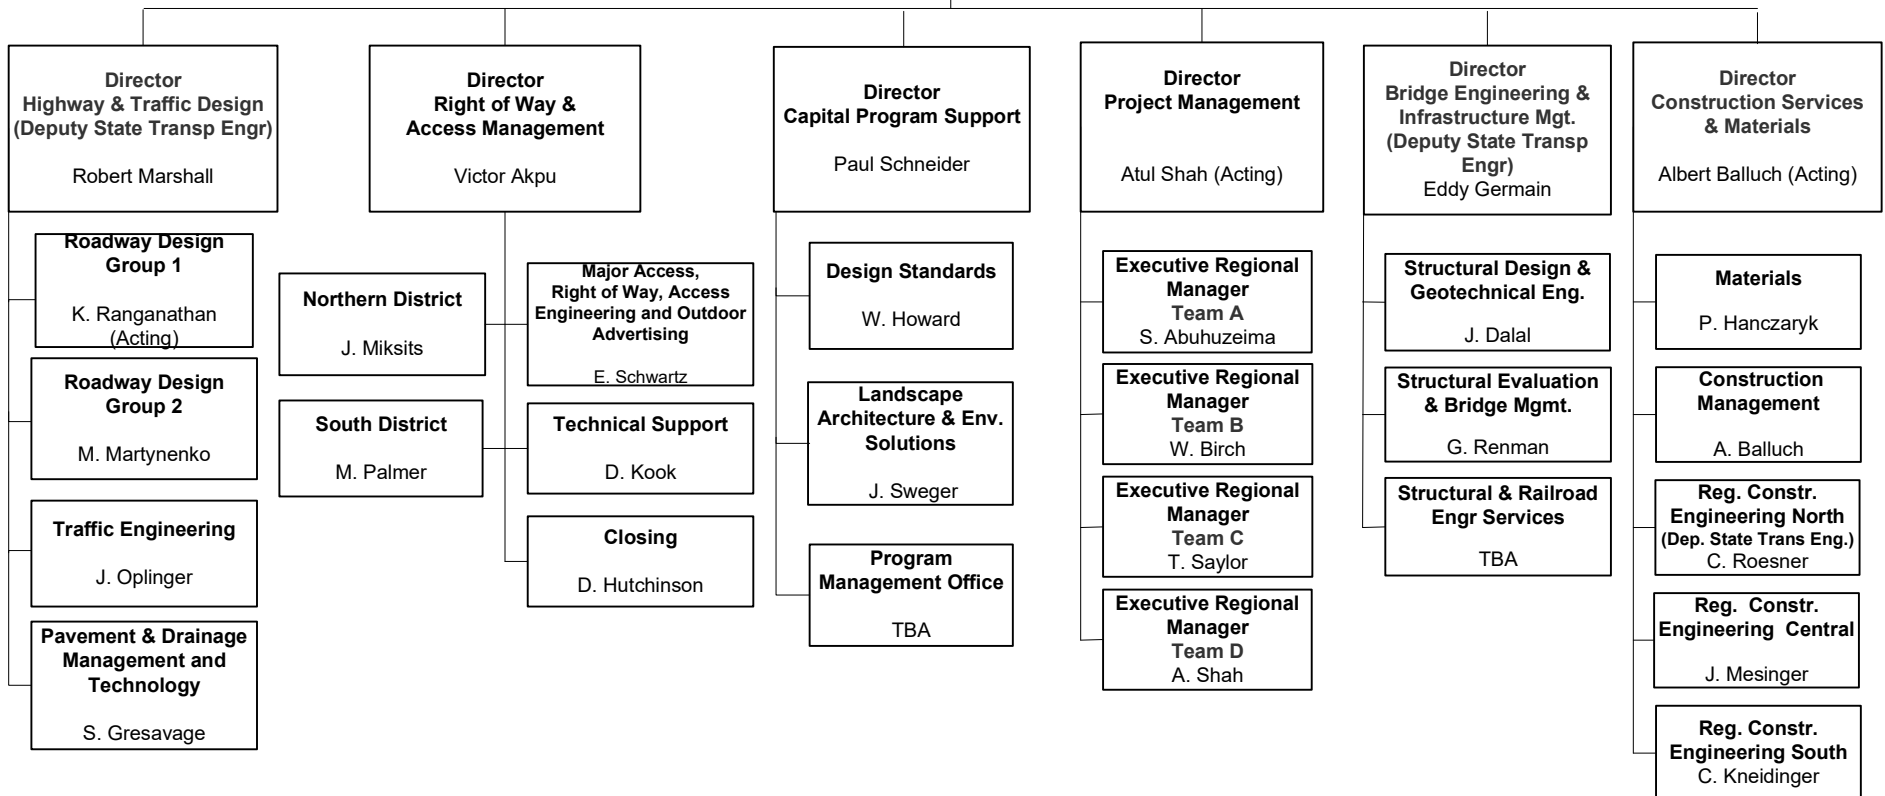 Director
Highway & Traffic Design
(Deputy State Transp Engr)
Robert Marshall
Director
Right of Way &
Access Management
Victor Akpu
Director
Capital Program Support
Paul Schneider
Director
Project Management
Atul Shah (Acting)
Director
Bridge Engineering &
Infrastructure Mgt.
(Deputy State Transp
Engr)
Eddy Germain
Director
Construction Services
& Materials
Albert Balluch (Acting)
Roadway Design
Group 1
K. Ranganathan
(Acting)
Roadway Design
Group 2
M. Martynenko
Traffic Engineering
J. Oplinger
Pavement & Drainage
Management and
Technology
S. Gresavage
Northern District
J. Miksits
South District
M. Palmer
Major Access,
Right of Way, Access
Engineering and Outdoor
Advertising
E. Schwartz
Technical Support
D. Kook
Closing
D. Hutchinson
Design Standards
W. Howard
Landscape
Architecture & Env.
Solutions
J. Sweger
Program
Management Office
TBA
Executive Regional
Manager
Team A
S. Abuhuzeima
Executive Regional
Manager
Team B
W. Birch
Executive Regional
Manager
Team C
T. Saylor
Executive Regional
Manager
Team D
A. Shah
Structural Design &
Geotechnical Eng.
J. Dalal
Structural Evaluation
& Bridge Mgmt.
G. Renman
Structural & Railroad
Engr Services
TBA
Materials
P. Hanczaryk
Construction
Management
A. Balluch
Reg. Constr.
Engineering North
(Dep. State Trans Eng.)
C. Roesner
Reg. Constr.
Engineering Central
J. Mesinger
Reg. Constr.
Engineering South
C. Kneidinger